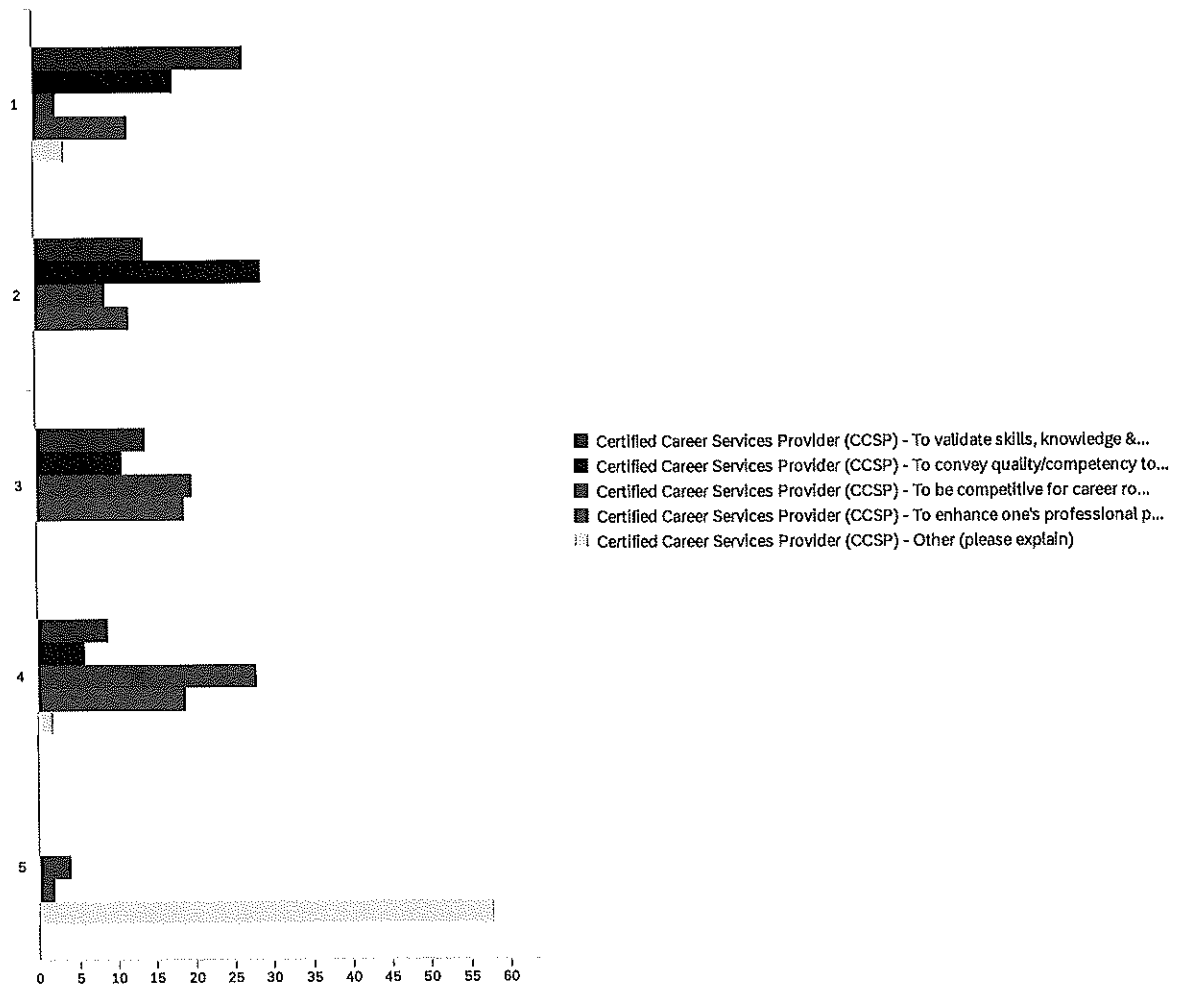 1
2
3
4
5
0 5 10 15 20 25 30 35 40 45 50 55 60
Certified Career Services Provider (CCSP) - To validate skills, knowledge &...
Certified Career Services Provider (CCSP) - To convey quality/competency to...
Certified Career Services Provider (CCSP) - To be competitive for career ro...
Certified Career Services Provider (CCSP) - To enhance one's professional p...
Certified Career Services Provider (CCSP) - Other (please explain)